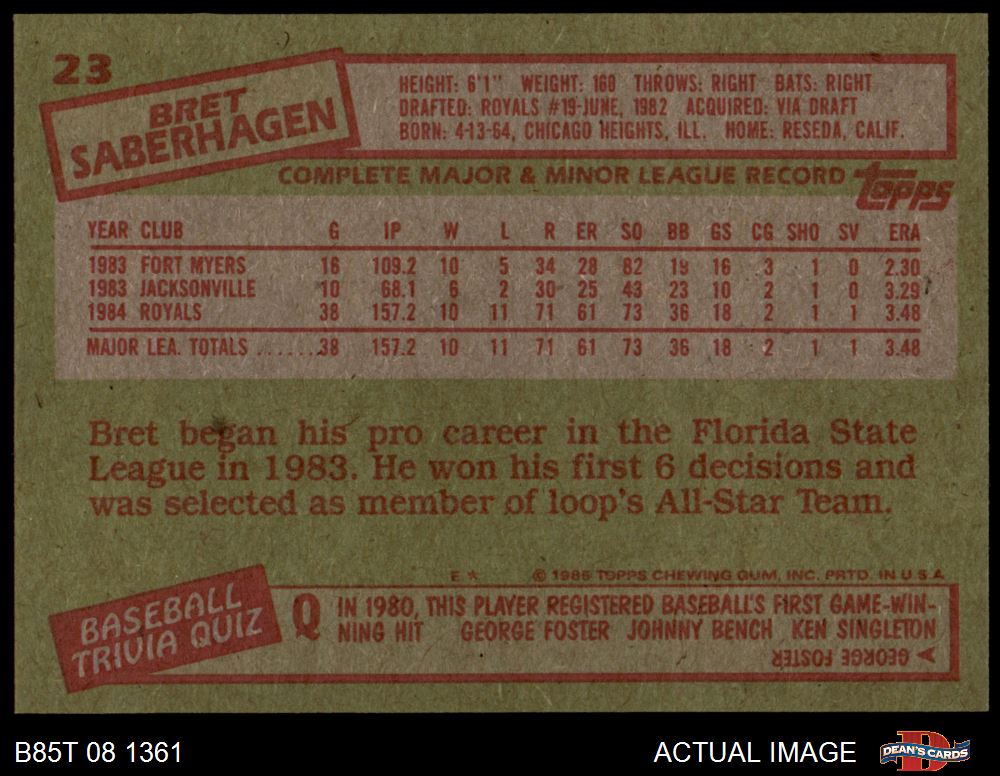 23
BRET
SABERHAGEN
HEIGHT: 6'1" WEIGHT: 160 THROWS: RIGHT BATS: RIGHT
DRAFTED: ROYALS #19-JUNE, 1982 ACQUIRED: VIA DRAFT
BORN: 4-13-64, CHICAGO HEIGHTS, ILL. HOME: RESEDA, CALIF.
COMPLETE MAJOR & MINOR LEAGUE RECORD topps
YEAR CLUB G IP W L R ER SO BB GS CG SHO SV ERA
1983 FORT MYERS 16 109.2 10 5 34 28 82 19 16 3 1 0 2.30
1983 JACKSONVILLE 10 68.1 6 2 30 25 43 23 10 2 1 0 3.29
1984 ROYALS 38 157.2 10 11 71 61 73 36 18 2 1 1 3.48
MAJOR LEA. TOTALS .......38 157.2 10 11 71 61 73 36 18 2 1 1 3.48
Bret began his pro career in the Florida State
League in 1983. He won his first 6 decisions and
was selected as member of loop's All-Star Team.
E * © 1985 TOPPS CHEWING GUM, INC. PRTD. IN U S A
BASEBALL
TRIVIA QUIZ
Q IN 1980, THIS PLAYER REGISTERED BASEBALL'S FIRST GAME-WIN-
NING HIT GEORGE FOSTER JOHNNY BENCH KEN SINGLETON
A GEORGE FOSTER
B85T 08 1361
ACTUAL IMAGE
D
DEAN'S CARDS